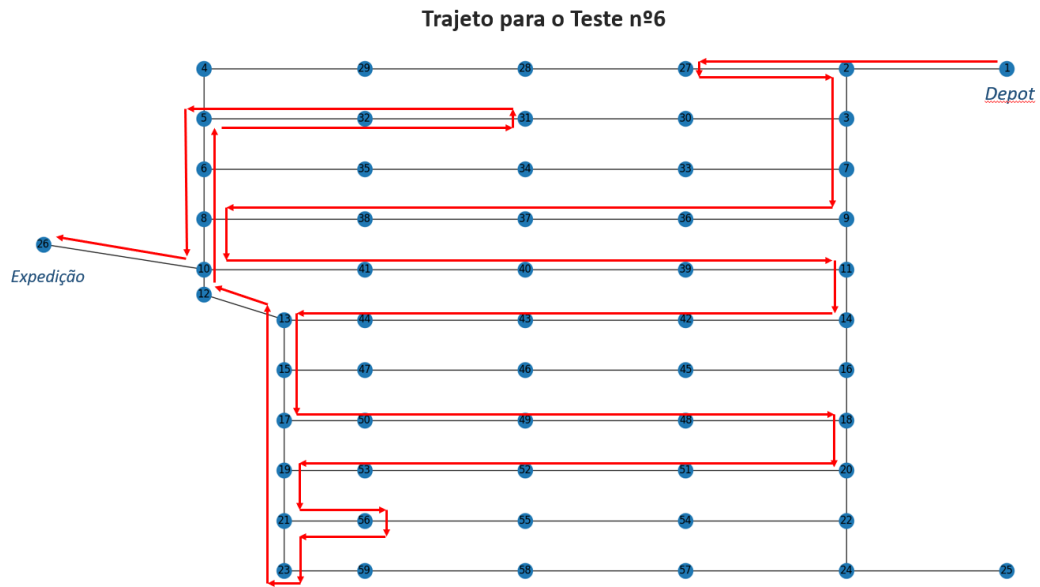 Trajeto para o Teste nº6
4 29 28 27 2 1
Depot
5 32 31 30 3
6 35 34 33 7
8 38 37 36 9
26
Expedição
10 41 40 39 11
12
13 44 43 42 14
15 47 46 45 16
17 50 49 48 18
19 53 52 51 20
21 56 55 54 22
23 59 58 57 24 25